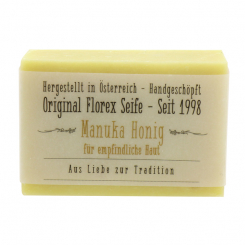 Hergestellt in Österreich - Handgeschöpft
Original Florex Seife - Seit 1998
Manuka Honig
für empfindliche Haut
Aus Liebe zur Tradition